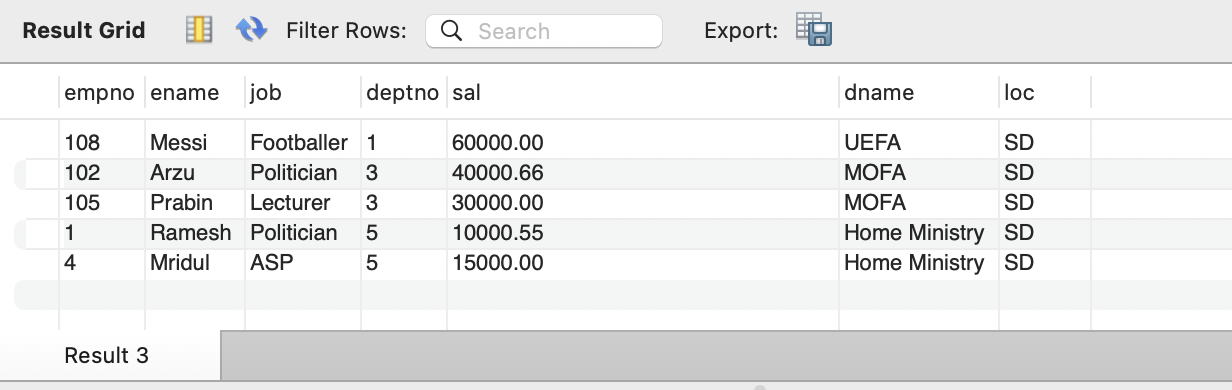 Result Grid Filter Rows: Search Export:
empno ename job deptno sal dname loc
108 Messi Footballer 1 60000.00 UEFA SD
102 Arzu Politician 3 40000.66 MOFA SD
105 Prabin Lecturer 3 30000.00 MOFA SD
1 Ramesh Politician 5 10000.55 Home Ministry SD
4 Mridul ASP 5 15000.00 Home Ministry SD
Result 3